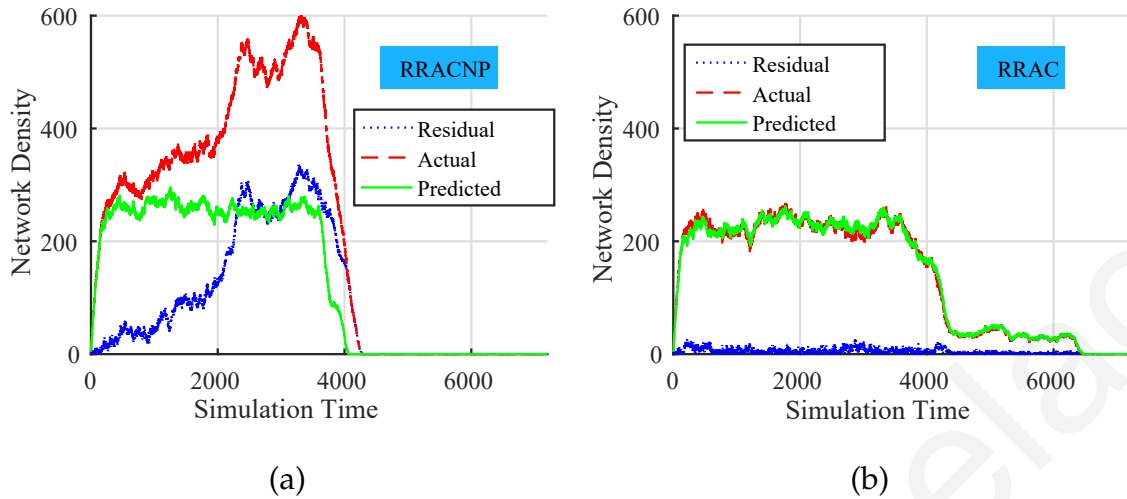 600
400
200
0
Network Density
RRACNP
Residual
Actual
Predicted
0
2000
4000
6000
Simulation Time
(a)
600
400
200
0
Network Density
Residual
Actual
Predicted
RRAC
0
2000
4000
6000
Simulation Time
(b)